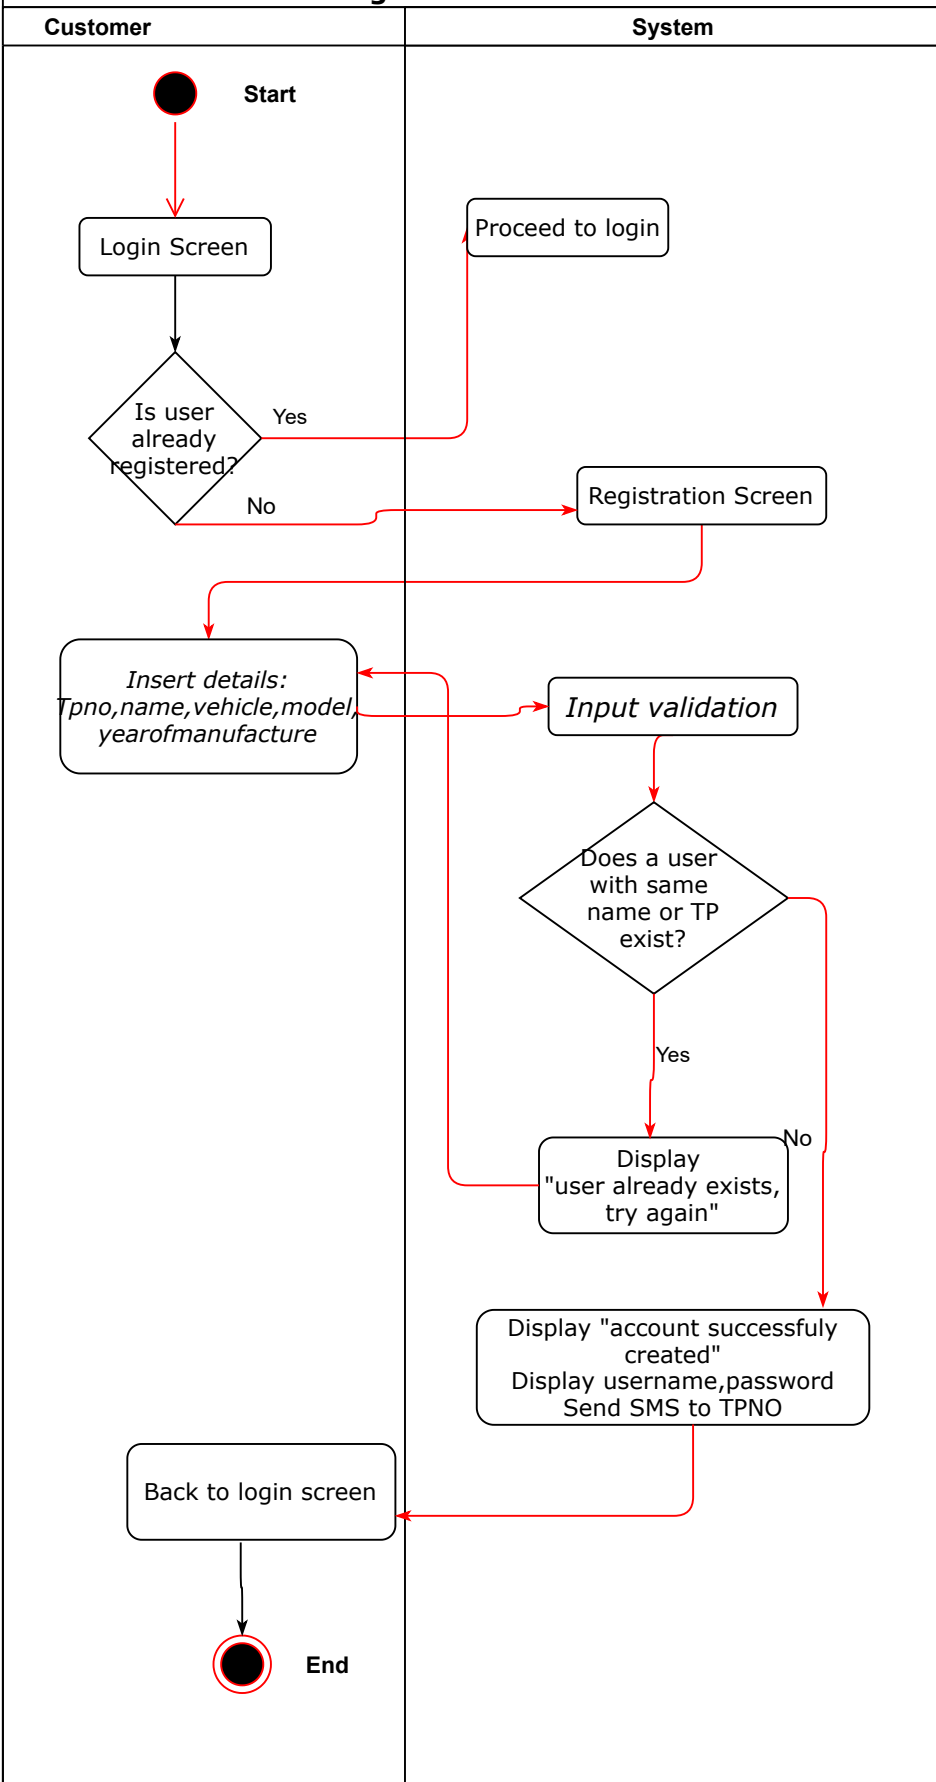 Customer
System
Start
Login Screen
Proceed to login
Is user
already
registered?
Yes
No
Registration Screen
Insert details:
Tpno,name,vehicle,model,
yearofmanufacture
Input validation
Does a user
with same
name or TP
exist?
Yes
No
Display
"user already exists,
try again"
Display "account successfuly
created"
Display username,password
Send SMS to TPNO
Back to login screen
End